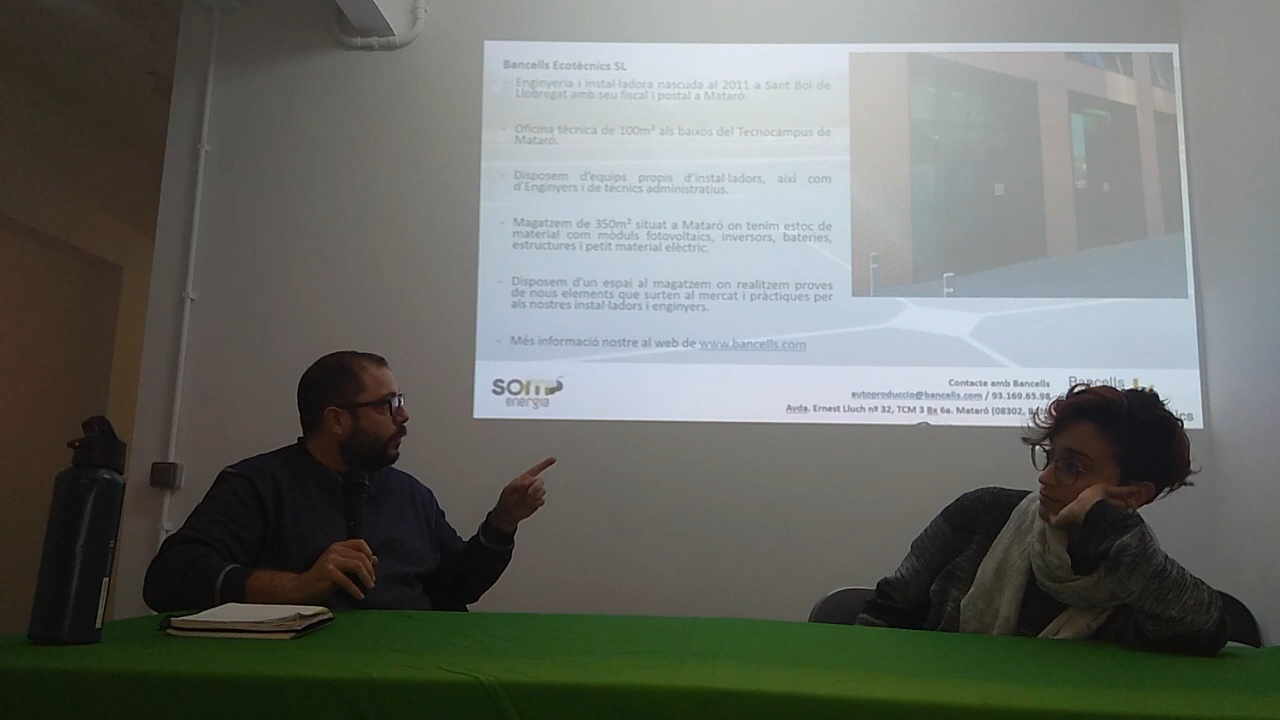 Bancells Ecotècnics SL
- Enginyeria i instal·ladora nascuda al 2011 a Sant Boi de
Llobregat amb seu fiscal i postal a Mataró.
- Oficina tècnica de 100m² als baixos del Tecnocampus de
Mataró.
- Disposem d'equips propis d'instal·ladors, així com
d'Enginyers i de tècnics administratius.
- Magatzem de 350m² situat a Mataró on tenim estoc de
material com mòduls fotovoltaics, inversors, bateries,
estructures i petit material elèctric.
- Disposem d'un espai al magatzem on realitzem proves
de nous elements que surten al mercat i pràctiques per
als nostres instal·ladors i enginyers.
- Més informació nostre al web de www.bancells.com
som
energia
Contacte amb Bancells
autoproduccio@bancells.com / 93.169.65.98
Avda. Ernest Lluch nº 32, TCM 3 Bx 6a. Mataró (08302,
Bancells